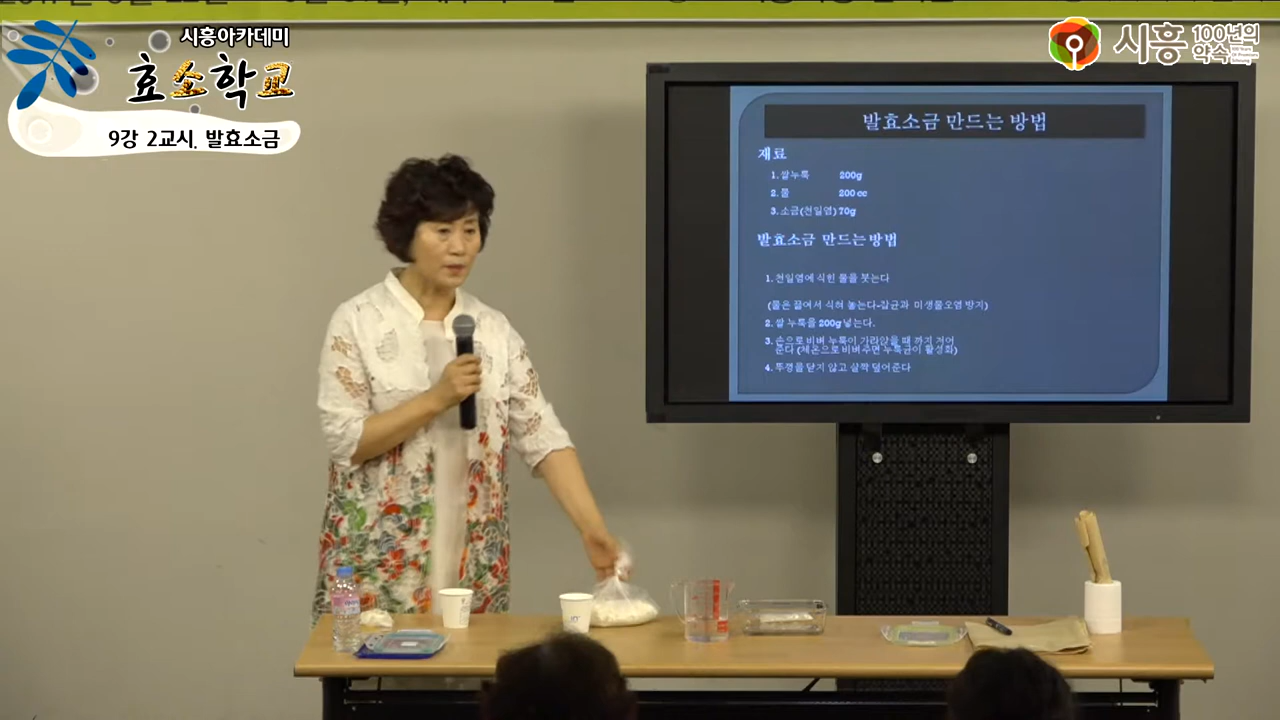 시흥아카데미
효소학교
9강 2교시. 발효소금
시흥 100년의 약속
발효소금 만드는 방법
재료
1. 쌀누룩 200g
2. 물 200 cc
3. 소금(천일염) 70g
발효소금 만드는 방법
1. 천일염에 식힌 물을 붓는다
(물은 끓여서 식혀 놓는다-잡균과 미생물오염 방지)
2. 쌀 누룩을 200g 넣는다.
3. 손으로 비벼 누룩이 가라앉을 때 까지 저어
준다 (체온으로 비벼주면 누룩균이 활성화)
4. 뚜껑을 닫지 않고 살짝 덮어준다